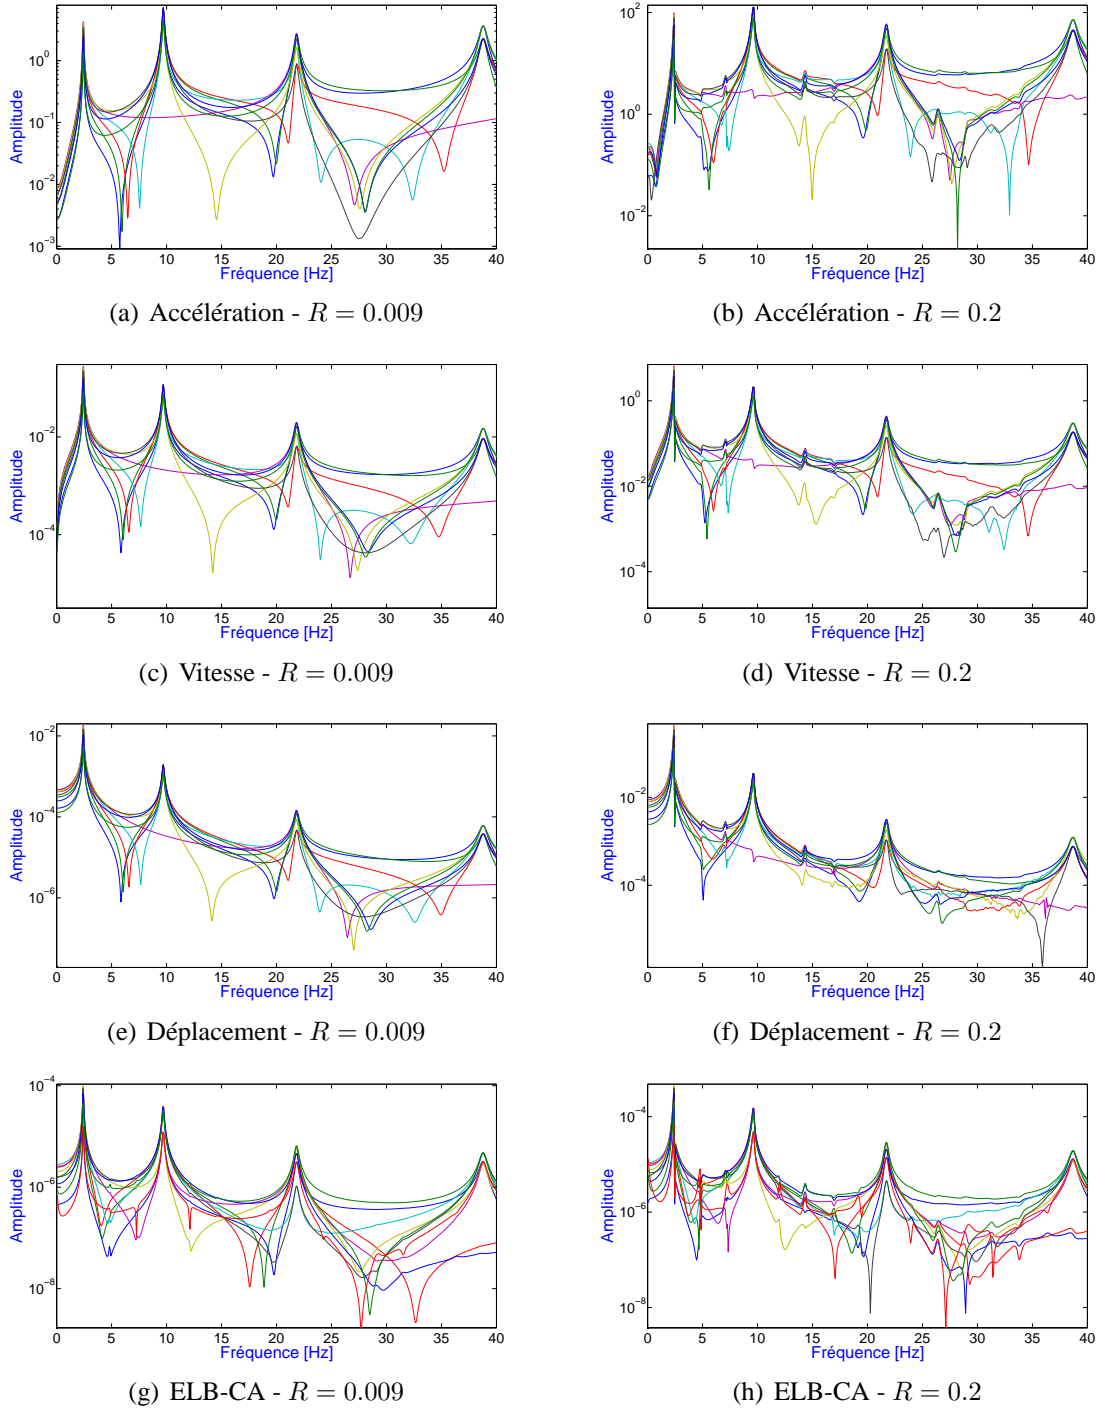 10^0
10^-1
10^-2
10^-3
Amplitude
0 5 10 15 20 25 30 35 40
Fréquence [Hz]
(a) Accélération - R = 0.009
10^2
10^0
10^-2
Amplitude
0 5 10 15 20 25 30 35 40
Fréquence [Hz]
(b) Accélération - R = 0.2
10^-2
10^-4
Amplitude
0 5 10 15 20 25 30 35 40
Fréquence [Hz]
(c) Vitesse - R = 0.009
10^0
10^-2
10^-4
Amplitude
0 5 10 15 20 25 30 35 40
Fréquence [Hz]
(d) Vitesse - R = 0.2
10^-2
10^-4
10^-6
Amplitude
0 5 10 15 20 25 30 35 40
Fréquence [Hz]
(e) Déplacement - R = 0.009
10^-2
10^-4
Amplitude
0 5 10 15 20 25 30 35 40
Fréquence [Hz]
(f) Déplacement - R = 0.2
10^-4
10^-6
10^-8
Amplitude
0 5 10 15 20 25 30 35 40
Fréquence [Hz]
(g) ELB-CA - R = 0.009
10^-4
10^-6
10^-8
Amplitude
0 5 10 15 20 25 30 35 40
Fréquence [Hz]
(h) ELB-CA - R = 0.2